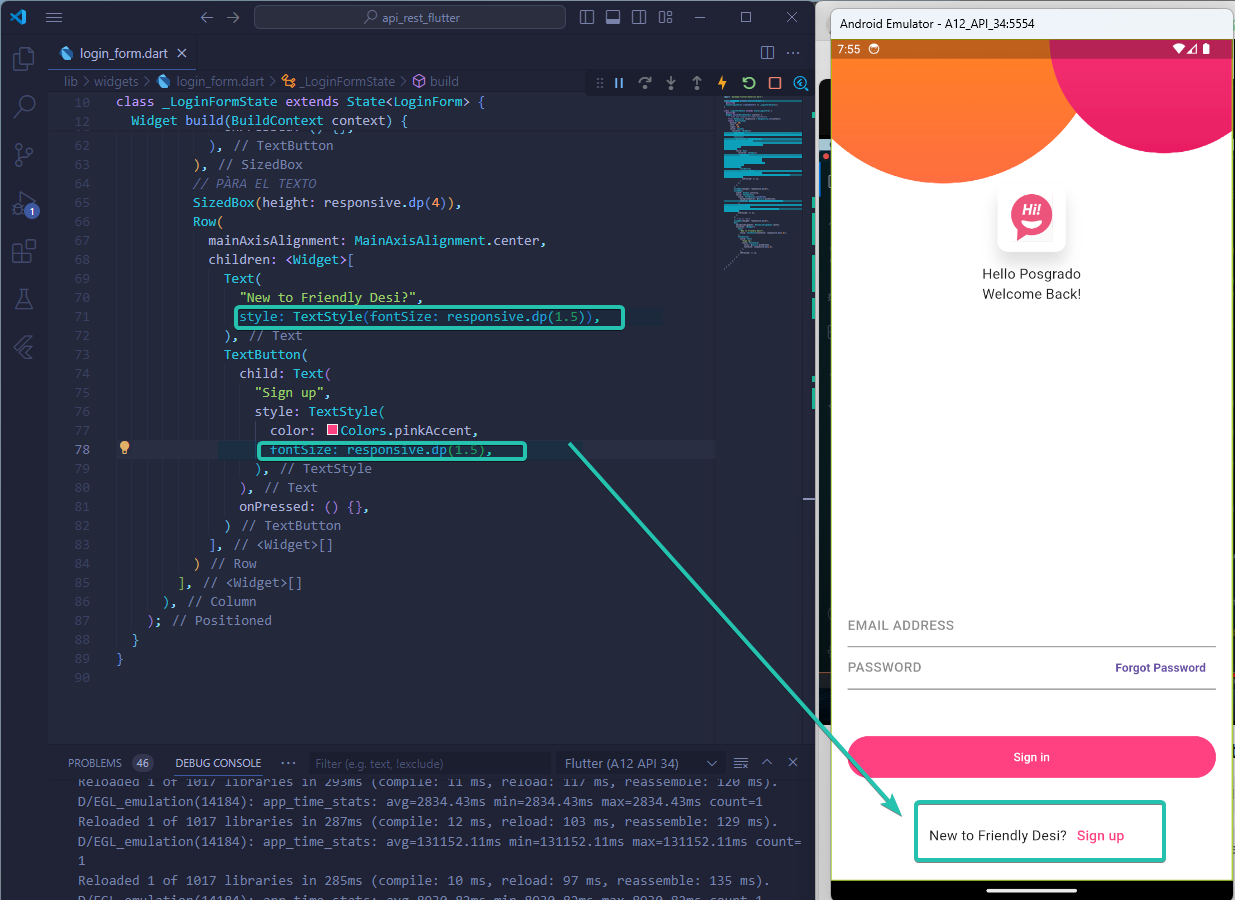 api_rest_flutter
login_form.dart
lib > widgets > login_form.dart > _LoginFormState > build
10 class _LoginFormState extends State<LoginForm> {
12 Widget build(BuildContext context) {
62 ), // TextButton
63 ), // SizedBox
64 // PÀRA EL TEXTO
65 SizedBox(height: responsive.dp(4)),
66 Row(
67 mainAxisAlignment: MainAxisAlignment.center,
68 children: <Widget>[
69 Text(
70 "New to Friendly Desi?",
71 style: TextStyle(fontSize: responsive.dp(1.5)),
72 ), // Text
73 TextButton(
74 child: Text(
75 "Sign up",
76 style: TextStyle(
77 color: Colors.pinkAccent,
78 fontSize: responsive.dp(1.5),
79 ), // TextStyle
80 ), // Text
81 onPressed: () {},
82 ) // TextButton
83 ], // <Widget>[]
84 ) // Row
85 ], // <Widget>[]
86 ), // Column
87 ); // Positioned
88 }
89 }
90
1
PROBLEMS 46 DEBUG CONSOLE ··· Filter (e.g. text, !exclude) Flutter (A12 API 34)
Reloaded 1 of 1017 libraries in 293ms (compile: 11 ms, reload: 117 ms, reassemble: 120 ms).
D/EGL_emulation(14184): app_time_stats: avg=2834.43ms min=2834.43ms max=2834.43ms count=1
Reloaded 1 of 1017 libraries in 287ms (compile: 12 ms, reload: 103 ms, reassemble: 129 ms).
D/EGL_emulation(14184): app_time_stats: avg=131152.11ms min=131152.11ms max=131152.11ms count=
1
Reloaded 1 of 1017 libraries in 285ms (compile: 10 ms, reload: 97 ms, reassemble: 135 ms).
Android Emulator - A12_API_34:5554
7:55
Hi!
Hello Posgrado
Welcome Back!
EMAIL ADDRESS
PASSWORD Forgot Password
Sign in
New to Friendly Desi? Sign up